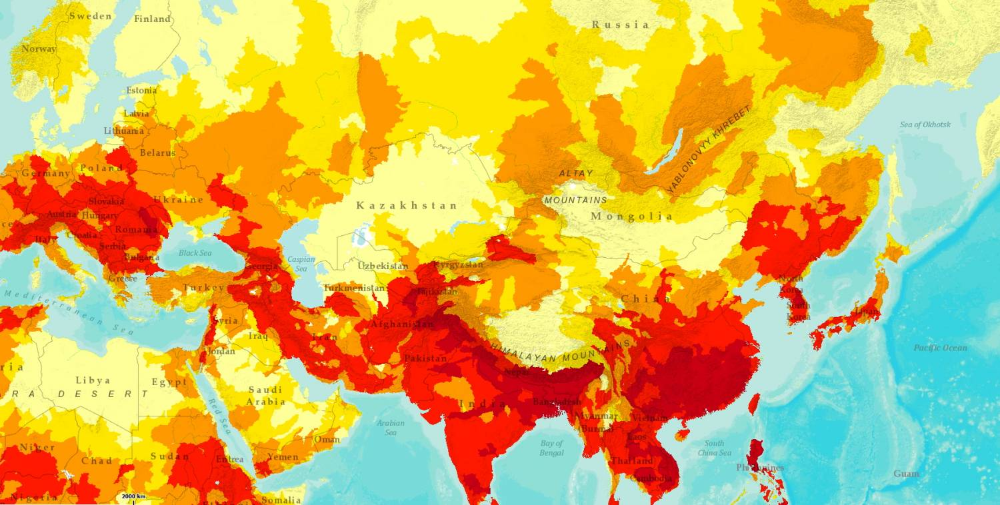 Sweden
Finland
Russia
Norway
Estonia
Latvia
Lithuania
Sea of Okhotsk
Belarus
YABLONOVYY KHREBET
Germany
Poland
ALTAY
MOUNTAINS
Slovakia
Ukraine
Kazakhstan
Mongolia
Austria
Hungary
Romania
Croatia
Italy
Serbia
Black Sea
Bulgaria
Caspian
Sea
Georgia
Uzbekistan
Kyrgyzstan
Greece
Turkey
Turkmenistan
Tajikistan
China
North
Korea
South
Korea
Japan
Mediterranean Sea
Syria
Afghanistan
Iraq
Iran
Jordan
HIMALAYAN MOUNTAINS
Pacific Ocean
Pakistan
Nepal
Libya
Egypt
Saudi
Arabia
RA DESERT
Red Sea
India
Bangladesh
Arabian
Sea
Myanmar
(Burma)
Vietnam
Laos
Oman
Bay of
Bengal
South
China Sea
Niger
Chad
Sudan
Eritrea
Yemen
Thailand
Cambodia
Philippines
Guam
Nigeria
2000 km
Somalia